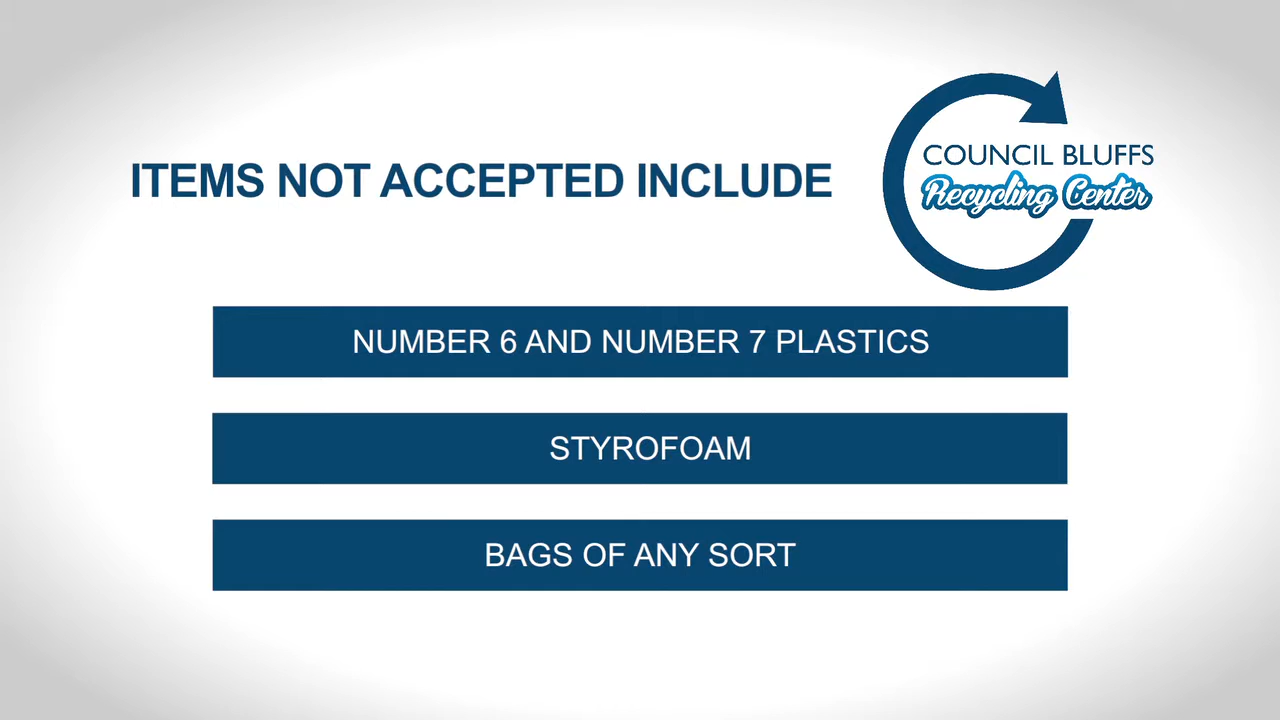 ITEMS NOT ACCEPTED INCLUDE
COUNCIL BLUFFS
Recycling Center
NUMBER 6 AND NUMBER 7 PLASTICS
STYROFOAM
BAGS OF ANY SORT